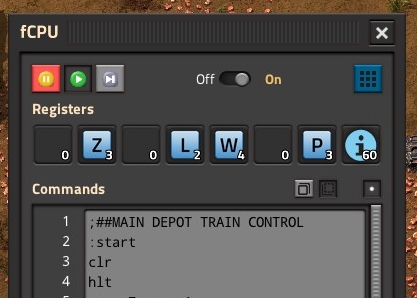 fCPU
Off On
Registers
0 Z 3 0 L 2 W 4 0 P 3 i 60
Commands
1 ;##MAIN DEPOT TRAIN CONTROL
2 :start
3 clr
4 hlt